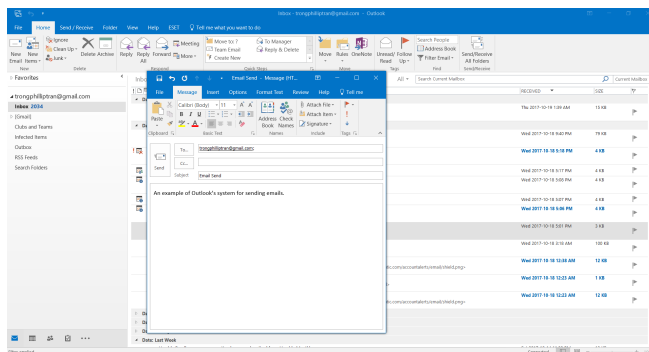 Inbox - trongphilliptran@gmail.com - Outlook
File Home Send / Receive Folder View Help ESET Tell me what you want to do
New Email
New Items
Ignore
Clean Up
Junk
Delete Archive
Reply Reply All Forward
Meeting
More
Move to: ?
Team Email
Create New
To Manager
Reply & Delete
Move Rules OneNote
Unread/ Read
Follow Up
Search People
Address Book
Filter Email
Send/Receive All Folders
New Delete Respond Quick Steps Move Tags Find Send/Receive
Favorites
trongphilliptran@gmail.com
Inbox 2034
[Gmail]
Clubs and Teams
Infected Items
Outbox
RSS Feeds
Search Folders
All Search Current Mailbox Current Mailbox
RECEIVED SIZE
Thu 2017-10-19 1:39 AM 15 KB
Wed 2017-10-18 9:40 PM 79 KB
Wed 2017-10-18 5:18 PM 4 KB
Wed 2017-10-18 5:17 PM 4 KB
Wed 2017-10-18 5:08 PM 4 KB
Wed 2017-10-18 5:07 PM 4 KB
Wed 2017-10-18 5:06 PM 4 KB
Wed 2017-10-18 5:01 PM 3 KB
Wed 2017-10-18 3:18 AM 100 KB
Wed 2017-10-18 12:38 AM 12 KB
Wed 2017-10-18 12:23 AM 1 KB
Wed 2017-10-18 12:23 AM 12 KB
Date: Last Week
Email Send - Message (HT...
File Message Insert Options Format Text Review Help Tell me
Paste
Calibri (Body) 11
B I U
Address Book
Check Names
Attach File
Attach Item
Signature
Clipboard Basic Text Names Include Tags
Send
To... trongphilliptran@gmail.com;
Cc...
Subject Email Send
An example of Outlook's system for sending emails.